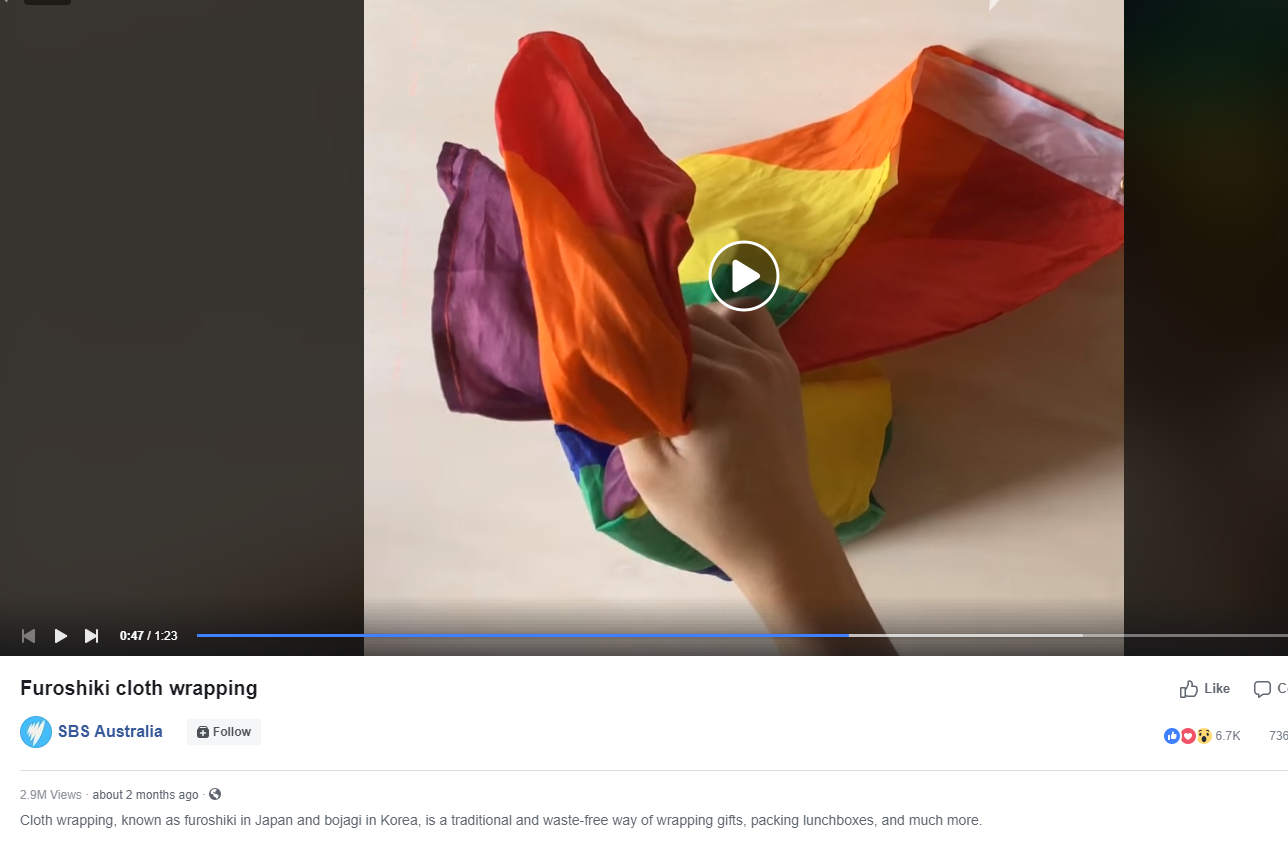 0:47 / 1:23
Furoshiki cloth wrapping
Like
SBS Australia
Follow
6.7K
736
2.9M Views · about 2 months ago ·
Cloth wrapping, known as furoshiki in Japan and bojagi in Korea, is a traditional and waste-free way of wrapping gifts, packing lunchboxes, and much more.